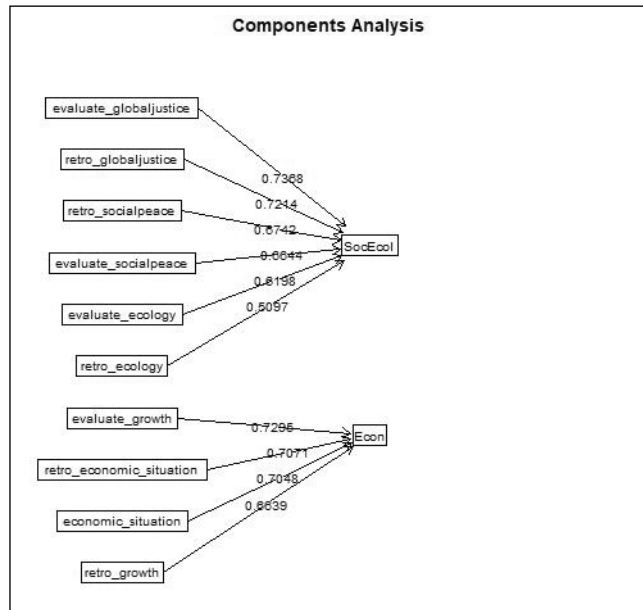 Components Analysis
evaluate_globaljustice
retro_globaljustice
0.7368
0.7214
retro_socialpeace
0.6742
SocEcol
evaluate_socialpeace
0.6644
0.6198
evaluate_ecology
0.5097
retro_ecology
evaluate_growth
0.7295
Econ
0.7071
retro_economic_situation
0.7048
0.6639
economic_situation
retro_growth